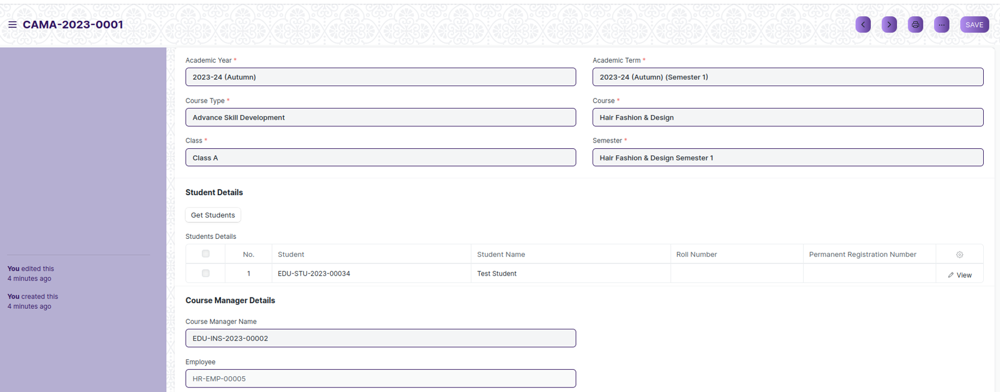 CAMA-2023-0001
SAVE
Academic Year *
Academic Term *
2023-24 (Autumn)
2023-24 (Autumn) (Semester 1)
Course Type *
Course *
Advance Skill Development
Hair Fashion & Design
Class *
Semester *
Class A
Hair Fashion & Design Semester 1
Student Details
Get Students
Students Details
No. Student Student Name Roll Number Permanent Registration Number
1 EDU-STU-2023-00034 Test Student View
You edited this
4 minutes ago
You created this
4 minutes ago
Course Manager Details
Course Manager Name
EDU-INS-2023-00002
Employee
HR-EMP-00005